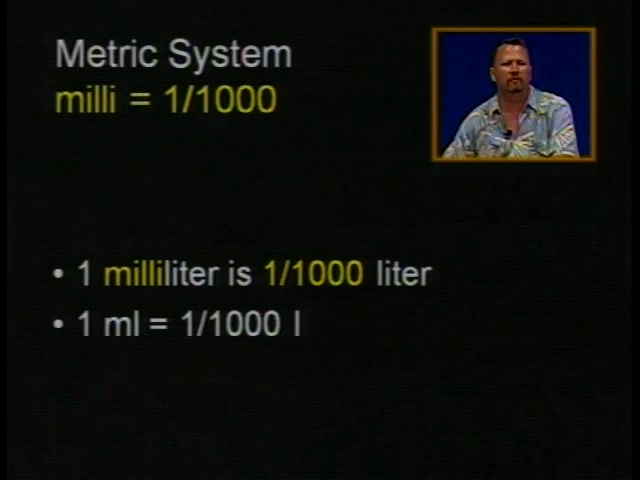 Metric System
milli = 1/1000
• 1 milliliter is 1/1000 liter
• 1 ml = 1/1000 l